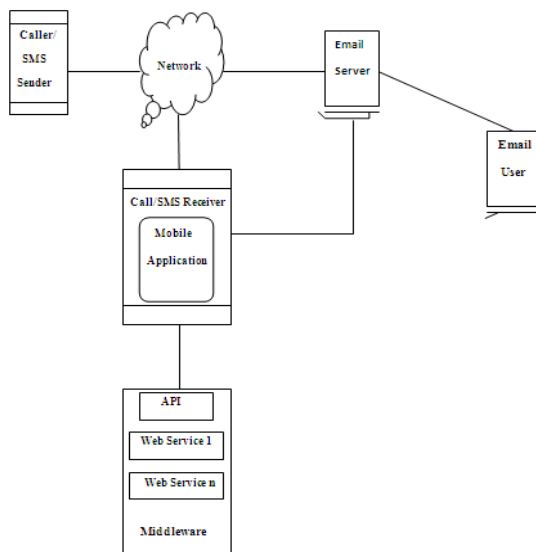 Caller/
SMS
Sender
Network
Email
Server
Email
User
Call/SMS Receiver
Mobile
Application
API
Web Service 1
Web Service n
Middleware